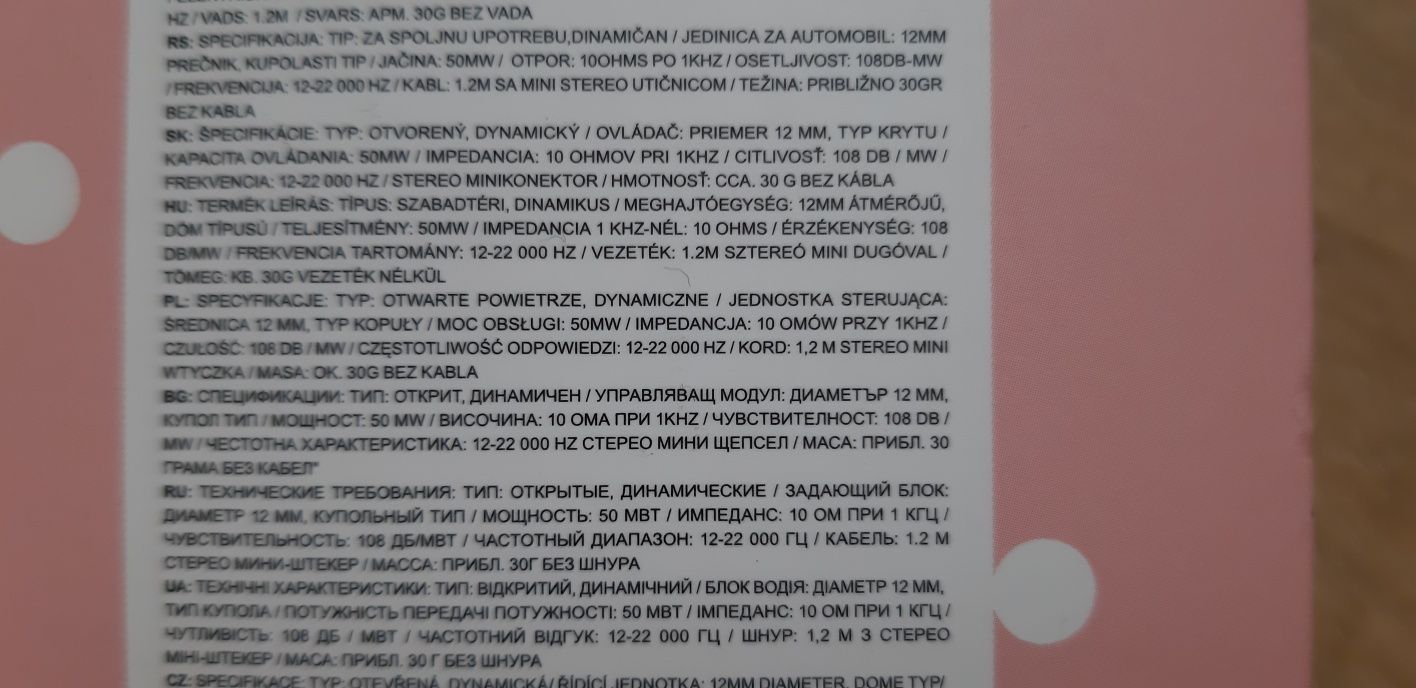 HZ / VADS: 1.2M / SVARS: APM. 30G BEZ VADA
RS: SPECIFIKACIJA: TIP: ZA SPOLJNU UPOTREBU,DINAMIČAN / JEDINICA ZA AUTOMOBIL: 12MM
PREČNIK, KUPOLASTI TIP / JAČINA: 50MW / OTPOR: 10OHMS PO 1KHZ / OSETLJIVOST: 108DB-MW
/ FREKVENCIJA: 12-22 000 HZ / KABL: 1.2M SA MINI STEREO UTIČNICOM / TEŽINA: PRIBLIŽNO 30GR
BEZ KABLA
SK: ŠPECIFIKÁCIE: TYP: OTVORENÝ, DYNAMICKÝ / OVLÁDAČ: PRIEMER 12 MM, TYP KRYTU /
KAPACITA OVLÁDANIA: 50MW / IMPEDANCIA: 10 OHMOV PRI 1KHZ / CITLIVOSŤ: 108 DB / MW /
FREKVENCIA: 12-22 000 HZ / STEREO MINIKONEKTOR / HMOTNOSŤ: CCA. 30 G BEZ KÁBLA
HU: TERMÉK LEÍRÁS: TÍPUS: SZABADTÉRI, DINAMIKUS / MEGHAJTÓEGYSÉG: 12MM ÁTMÉRŐJŰ,
DÓM TÍPUSÚ / TELJESÍTMÉNY: 50MW / IMPEDANCIA 1 KHZ-NÉL: 10 OHMS / ÉRZÉKENYSÉG: 108
DB/MW / FREKVENCIA TARTOMÁNY: 12-22 000 HZ / VEZETÉK: 1.2M SZTEREÓ MINI DUGÓVAL /
TÖMEG: KB. 30G VEZETÉK NÉLKÜL
PL: SPECYFIKACJE: TYP: OTWARTE POWIETRZE, DYNAMICZNE / JEDNOSTKA STERUJĄCA:
ŚREDNICA 12 MM, TYP KOPUŁY / MOC OBSŁUGI: 50MW / IMPEDANCJA: 10 OMÓW PRZY 1KHZ /
CZUŁOŚĆ: 108 DB / MW / CZĘSTOTLIWOŚĆ ODPOWIEDZI: 12-22 000 HZ / KORD: 1,2 M STEREO MINI
WTYCZKA / MASA: OK. 30G BEZ KABLA
BG: СПЕЦИФИКАЦИИ: ТИП: ОТКРИТ, ДИНАМИЧЕН / УПРАВЛЯВАЩ МОДУЛ: ДИАМЕТЪР 12 ММ,
КУПОЛ ТИП / МОЩНОСТ: 50 MW / ВИСОЧИНА: 10 ОМА ПРИ 1KHZ / ЧУВСТВИТЕЛНОСТ: 108 DB /
MW / ЧЕСТОТНА ХАРАКТЕРИСТИКА: 12-22 000 HZ СТЕРЕО МИНИ ЩЕПСЕЛ / МАСА: ПРИБЛ. 30
ГРАМА БЕЗ КАБЕЛ"
RU: ТЕХНИЧЕСКИЕ ТРЕБОВАНИЯ: ТИП: ОТКРЫТЫЕ, ДИНАМИЧЕСКИЕ / ЗАДАЮЩИЙ БЛОК:
ДИАМЕТР 12 ММ, КУПОЛЬНЫЙ ТИП / МОЩНОСТЬ: 50 МВТ / ИМПЕДАНС: 10 ОМ ПРИ 1 КГЦ /
ЧУВСТВИТЕЛЬНОСТЬ: 108 ДБ/МВТ / ЧАСТОТНЫЙ ДИАПАЗОН: 12-22 000 ГЦ / КАБЕЛЬ: 1.2 М
СТЕРЕО МИНИ-ШТЕКЕР / МАССА: ПРИБЛ. 30Г БЕЗ ШНУРА
UA: ТЕХНІЧНІ ХАРАКТЕРИСТИКИ: ТИП: ВІДКРИТИЙ, ДИНАМІЧНИЙ / БЛОК ВОДІЯ: ДІАМЕТР 12 ММ,
ТИП КУПОЛА / ПОТУЖНІСТЬ ПЕРЕДАЧІ ПОТУЖНОСТІ: 50 МВТ / ІМПЕДАНС: 10 ОМ ПРИ 1 КГЦ /
ЧУТЛИВІСТЬ: 108 ДБ / МВТ / ЧАСТОТНИЙ ВІДГУК: 12-22 000 ГЦ / ШНУР: 1,2 М З СТЕРЕО
МІНІ-ШТЕКЕР / МАСА: ПРИБЛ. 30 Г БЕЗ ШНУРА
CZ: SPECIFIKACE: TYP: OTEVŘENÁ, DYNAMICKÁ/ ŘÍDÍCÍ JEDNOTKA: 12MM DIAMETER, DOME TYP/